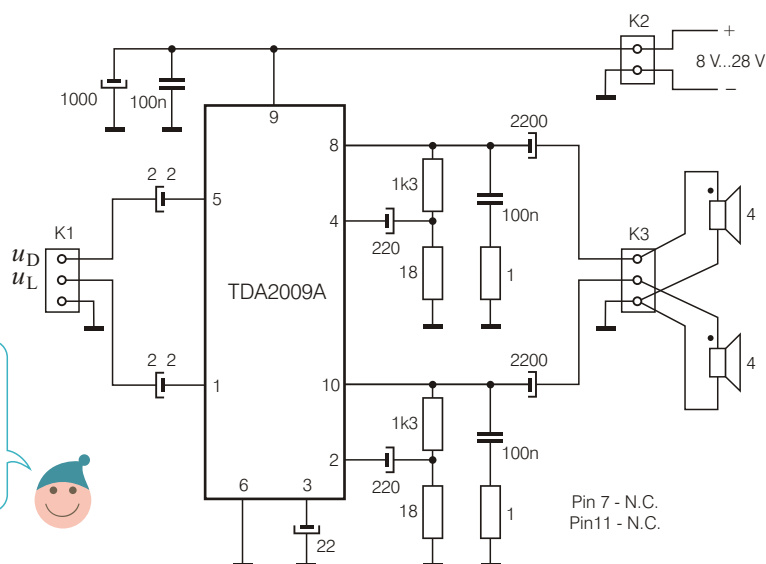 K2
+
8 V...28 V
−
1000
100n
9
2200
8
2 2
1k3
5
100n
4
4
K1
220
K3
u_D
18
1
u_L
TDA2009A
2 2
2200
1
10
4
1k3
100n
2
220
6
3
18
1
Pin 7 - N.C.
Pin11 - N.C.
22